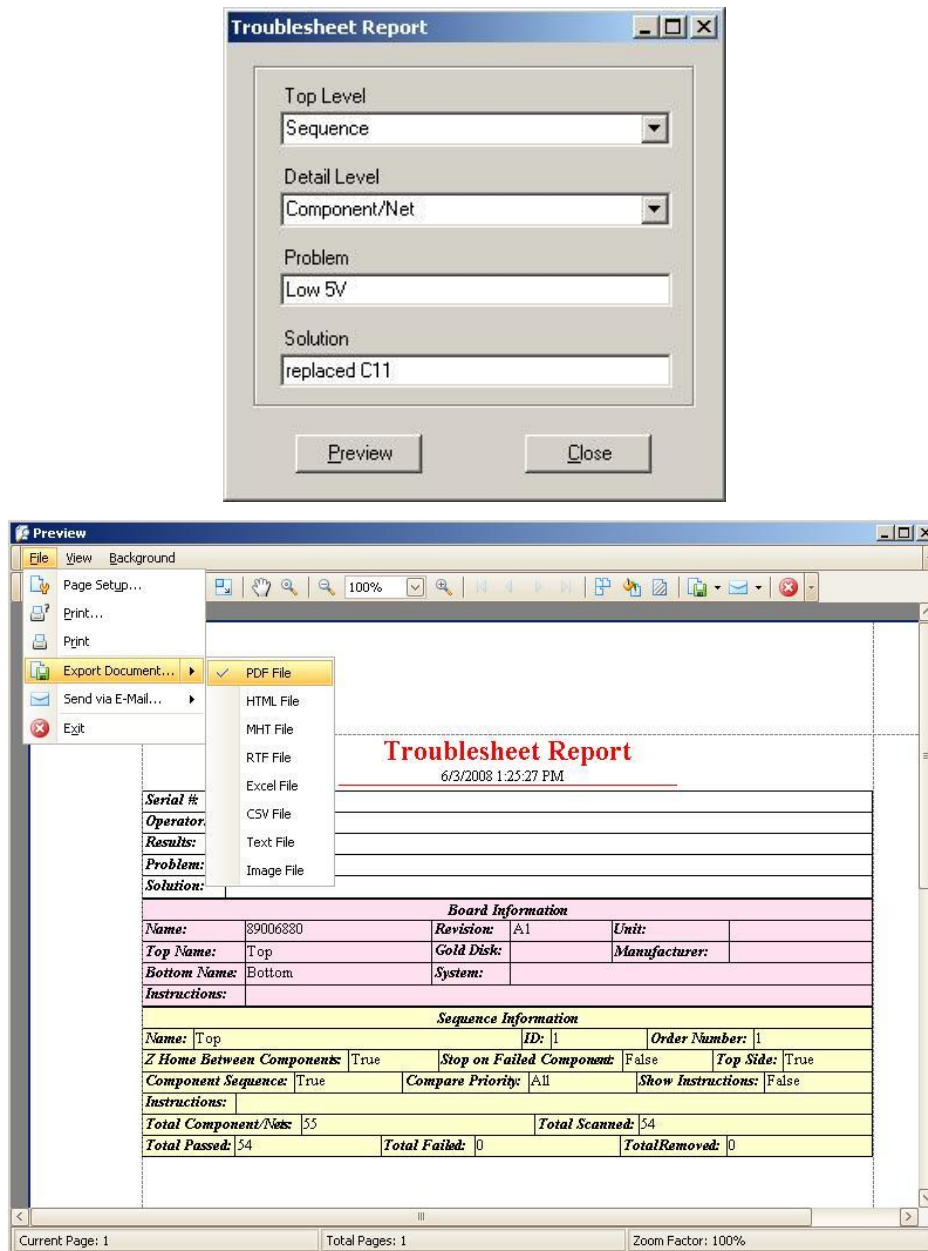 Troublesheet Report
Top Level
Sequence
Detail Level
Component/Net
Problem
Low 5V
Solution
replaced C11
Preview Close
Preview
File View Background
Page Setup... 100%
Print...
Print
Export Document... PDF File
Send via E-Mail... HTML File
Exit MHT File
RTF File
Excel File
CSV File
Text File
Image File
Troublesheet Report
6/3/2008 1:25:27 PM
Serial #:
Operator:
Results:
Problem:
Solution:
Board Information
Name: 89006880 Revision: A1 Unit:
Top Name: Top Gold Disk: Manufacturer:
Bottom Name: Bottom System:
Instructions:
Sequence Information
Name: Top ID: 1 Order Number: 1
Z Home Between Components: True Stop on Failed Component: False Top Side: True
Component Sequence: True Compare Priority: All Show Instructions: False
Instructions:
Total Component/Nets: 55 Total Scanned: 54
Total Passed: 54 Total Failed: 0 TotalRemoved: 0
Current Page: 1 Total Pages: 1 Zoom Factor: 100%